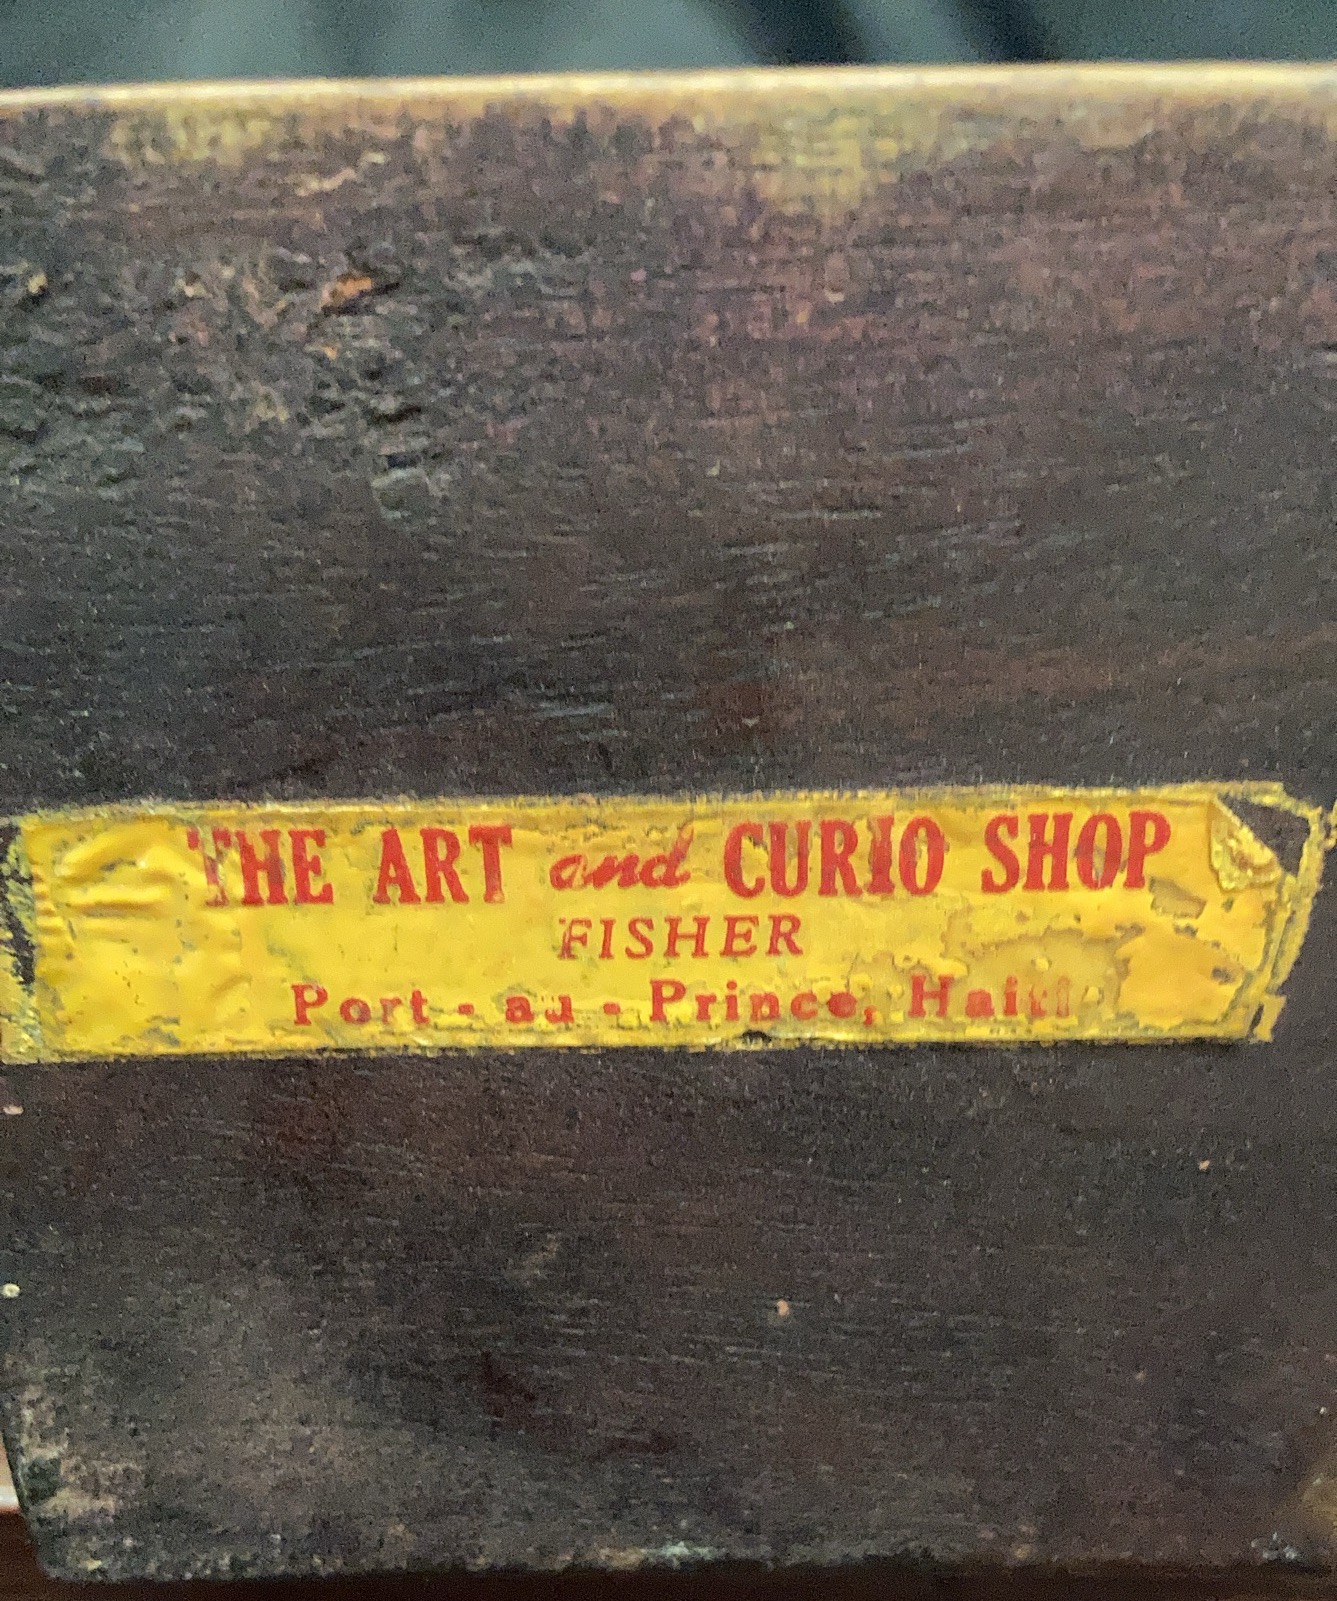 THE ART and CURIO SHOP
FISHER
Port - au - Prince, Haiti